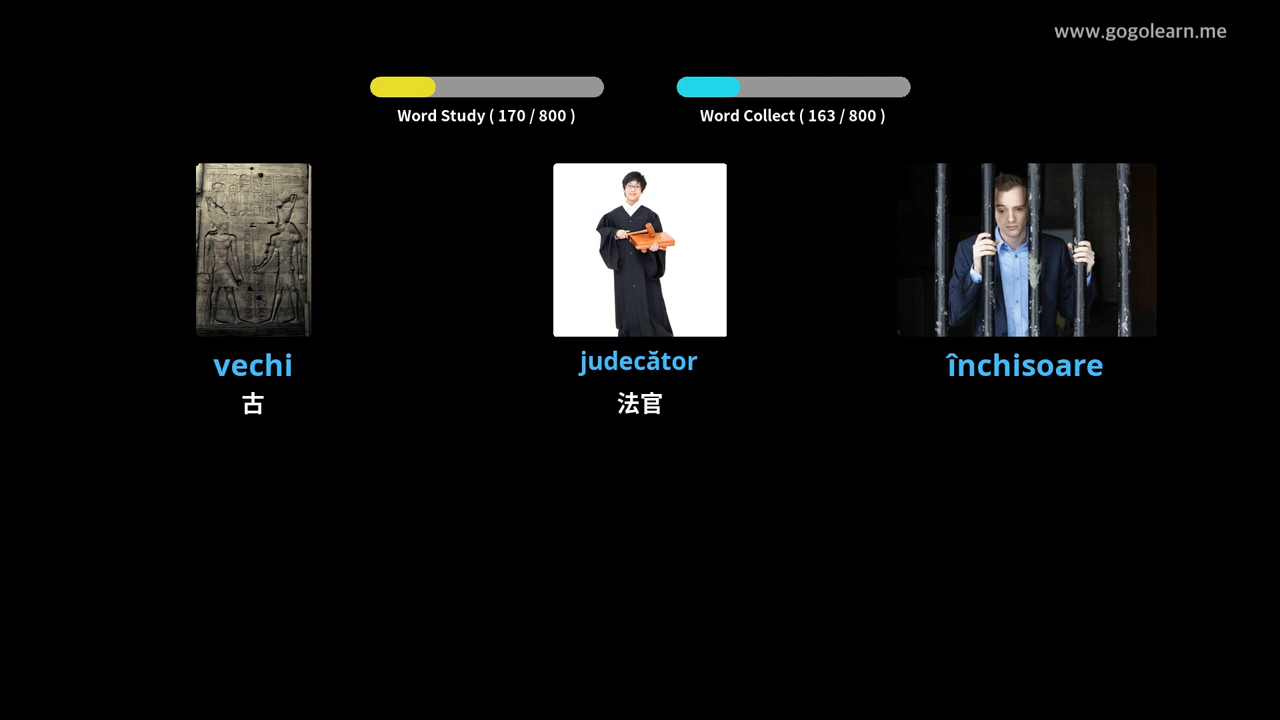 www.gogolearn.me
Word Study ( 170 / 800 )
Word Collect ( 163 / 800 )
vechi
古
judecător
法官
închisoare